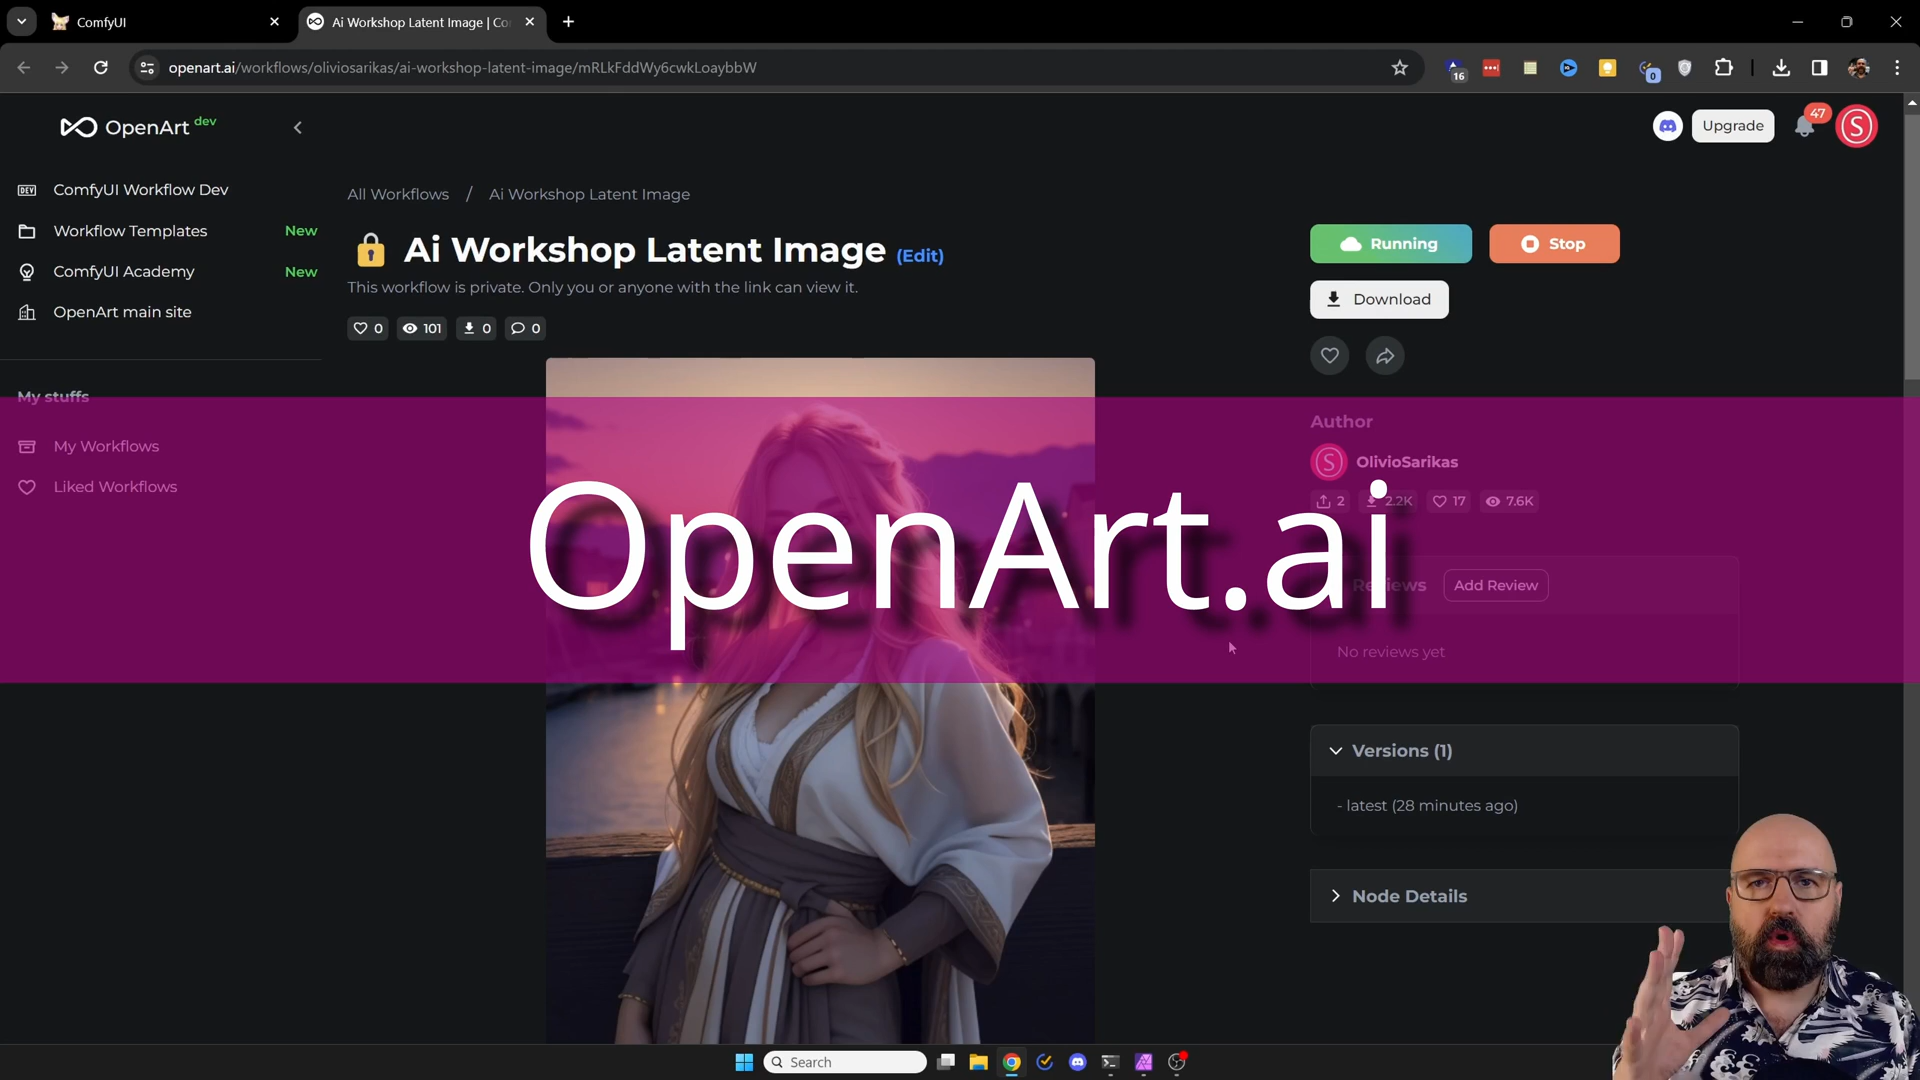 ComfyUI
Ai Workshop Latent Image | Co
openart.ai/workflows/oliviosarikas/ai-workshop-latent-image/mRLkFddWy6cwkLoaybbW
16
0
OpenArt dev
Upgrade
47
DEV ComfyUI Workflow Dev
Workflow Templates New
ComfyUI Academy New
OpenArt main site
My stuffs
My Workflows
Liked Workflows
All Workflows / Ai Workshop Latent Image
Ai Workshop Latent Image (Edit)
This workflow is private. Only you or anyone with the link can view it.
0 101 0 0
Running Stop
Download
Author
OlivioSarikas
2 2.2K 17 7.6K
OpenArt.ai
Reviews Add Review
No reviews yet
Versions (1)
- latest (28 minutes ago)
Node Details
Search